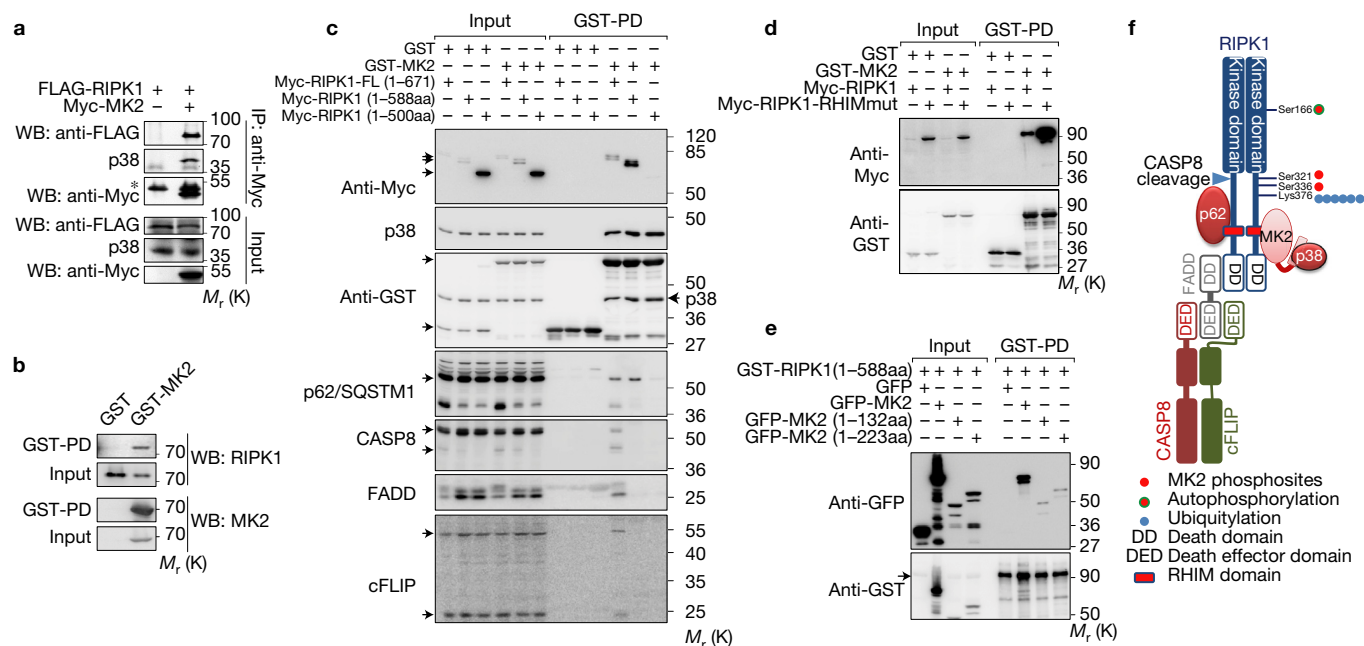 a
FLAG-RIPK1 + +
Myc-MK2 – +
WB: anti-FLAG
100
70
p38
35
*
WB: anti-Myc
55
35
IP: anti-Myc
WB: anti-FLAG
100
70
p38
35
WB: anti-Myc
55
Input
Mr (K)
b
GST
GST-MK2
GST-PD
70
Input
70
WB: RIPK1
GST-PD
70
Input
70
WB: MK2
Mr (K)
c
Input GST-PD
GST + + + – – – + + + – – –
GST-MK2 – – – + + + – – – + + +
Myc-RIPK1-FL (1–671) + – – + – – + – – + – –
Myc-RIPK1 (1–588aa) – + – – + – – + – – + –
Myc-RIPK1 (1–500aa) – – + – – + – – + – – +
Anti-Myc
120
85
50
p38
50
36
Anti-GST
50
p38
36
27
p62/SQSTM1
50
36
CASP8
50
36
FADD
25
cFLIP
55
40
35
25
Mr (K)
d
Input GST-PD
GST + + – – + + – –
GST-MK2 – – + + – – + +
Myc-RIPK1 + – + – + – + –
Myc-RIPK1-RHIMmut – + – + – + – +
Anti-
Myc
90
50
36
Anti-
GST
90
50
36
27
Mr (K)
e
Input GST-PD
GST-RIPK1(1–588aa) + + + + + + + +
GFP + – – – + – – –
GFP-MK2 – + – – – + – –
GFP-MK2 (1–132aa) – – + – – – + –
GFP-MK2 (1–223aa) – – – + – – – +
Anti-GFP
90
50
36
27
Anti-GST
90
50
Mr (K)
f
RIPK1
Kinase domain
Kinase domain
Ser166
CASP8
cleavage
Ser321
Ser336
Lys376
p62
MK2
p38
DD
DD
FADD
DD
DED
DED
DED
CASP8
cFLIP
MK2 phosphosites
Autophosphorylation
Ubiquitylation
DD Death domain
DED Death effector domain
RHIM domain